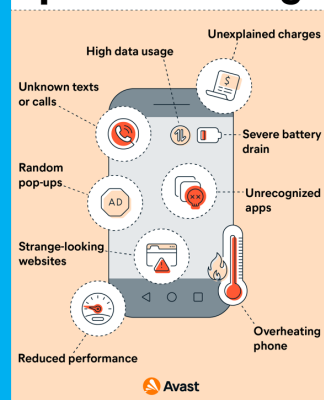 Unexplained charges
High data usage
$
Unknown texts
or calls
Severe battery
drain
Random
pop-ups
AD
Unrecognized
apps
Strange-looking
websites
Overheating
phone
Reduced performance
Avast